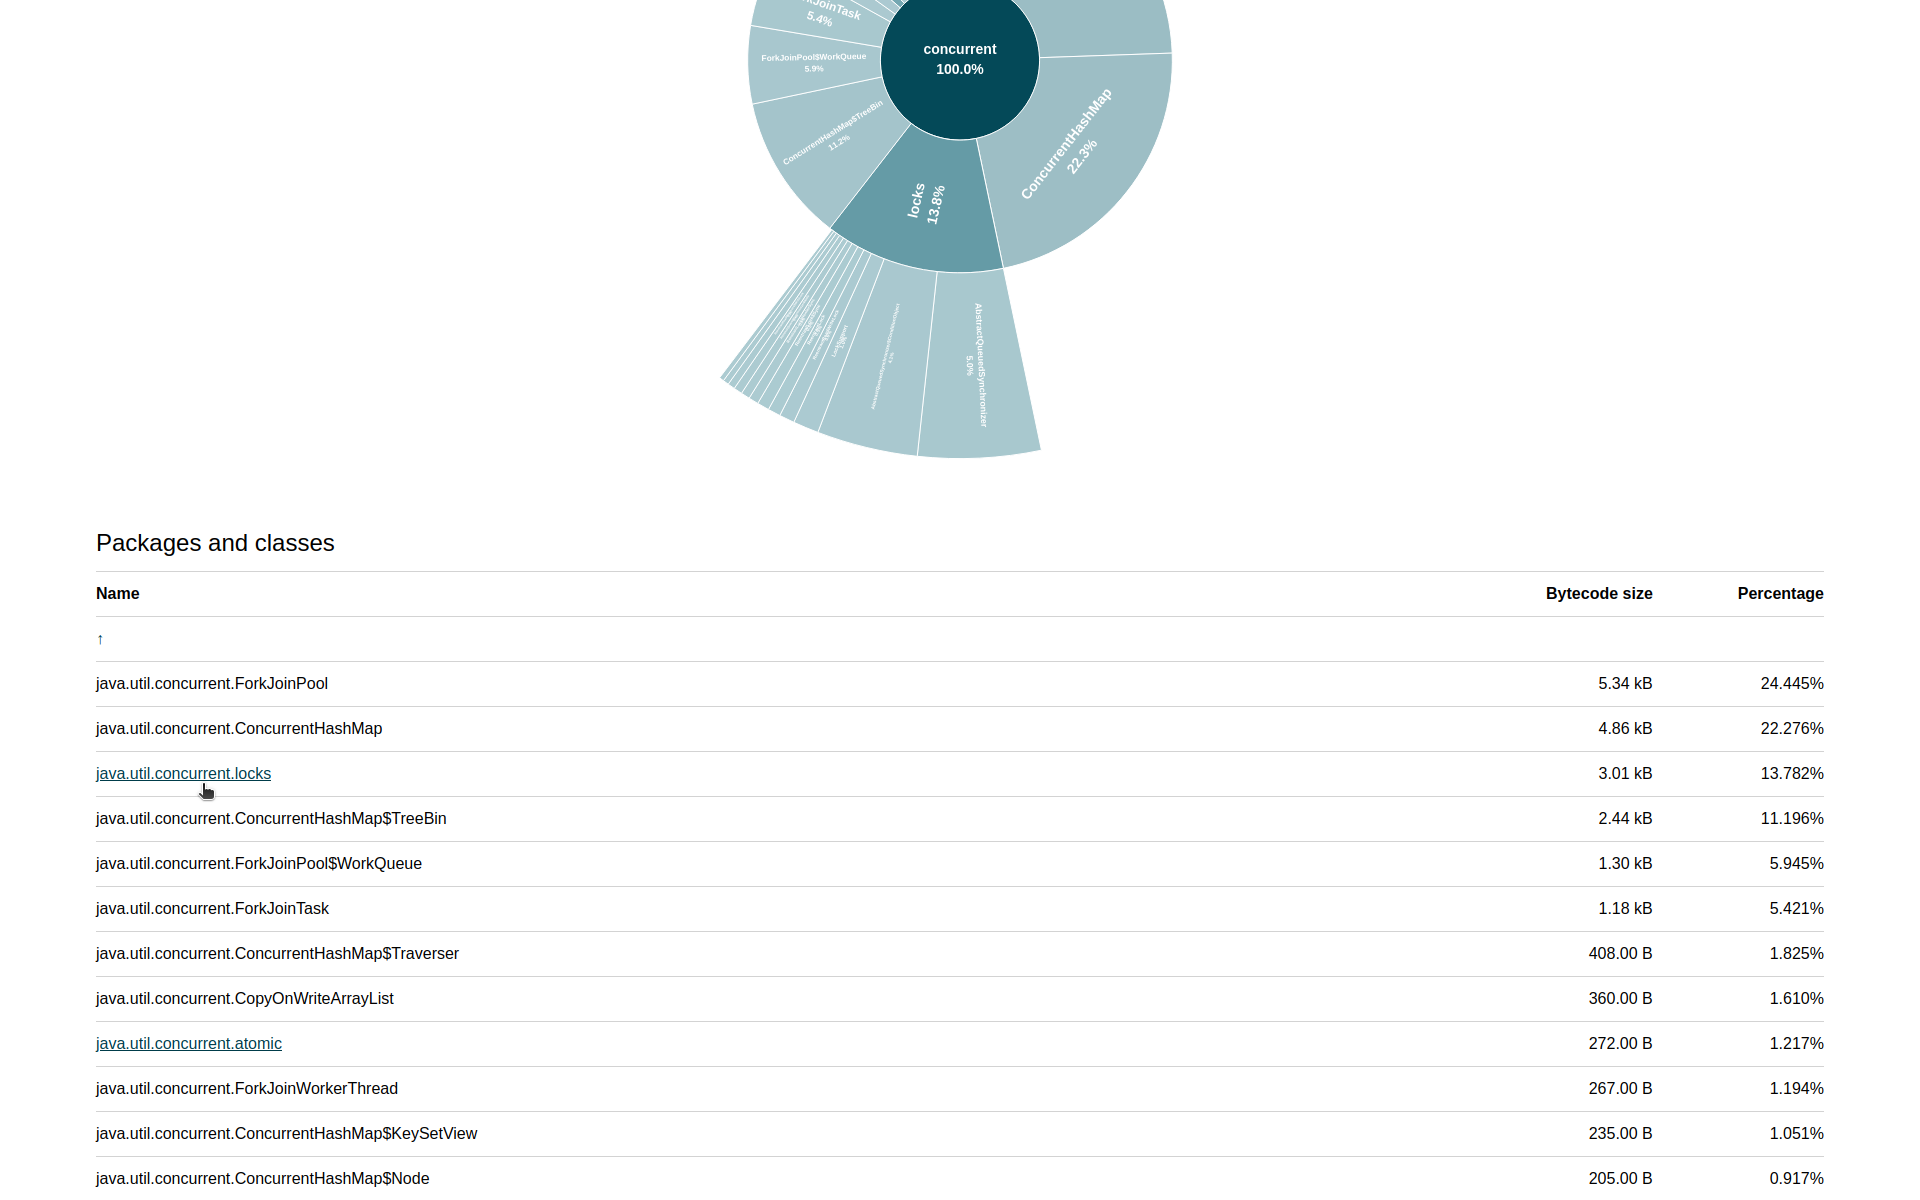 JoinTask
5.4%
concurrent
100.0%
ForkJoinPool$WorkQueue
5.9%
ConcurrentHashMap
22.3%
ConcurrentHashMap$TreeBin
11.2%
locks
13.8%
AbstractQueuedSynchronizer
5.0%
Packages and classes
Name Bytecode size Percentage
↑
java.util.concurrent.ForkJoinPool 5.34 kB 24.445%
java.util.concurrent.ConcurrentHashMap 4.86 kB 22.276%
java.util.concurrent.locks 3.01 kB 13.782%
java.util.concurrent.ConcurrentHashMap$TreeBin 2.44 kB 11.196%
java.util.concurrent.ForkJoinPool$WorkQueue 1.30 kB 5.945%
java.util.concurrent.ForkJoinTask 1.18 kB 5.421%
java.util.concurrent.ConcurrentHashMap$Traverser 408.00 B 1.825%
java.util.concurrent.CopyOnWriteArrayList 360.00 B 1.610%
java.util.concurrent.atomic 272.00 B 1.217%
java.util.concurrent.ForkJoinWorkerThread 267.00 B 1.194%
java.util.concurrent.ConcurrentHashMap$KeySetView 235.00 B 1.051%
java.util.concurrent.ConcurrentHashMap$Node 205.00 B 0.917%